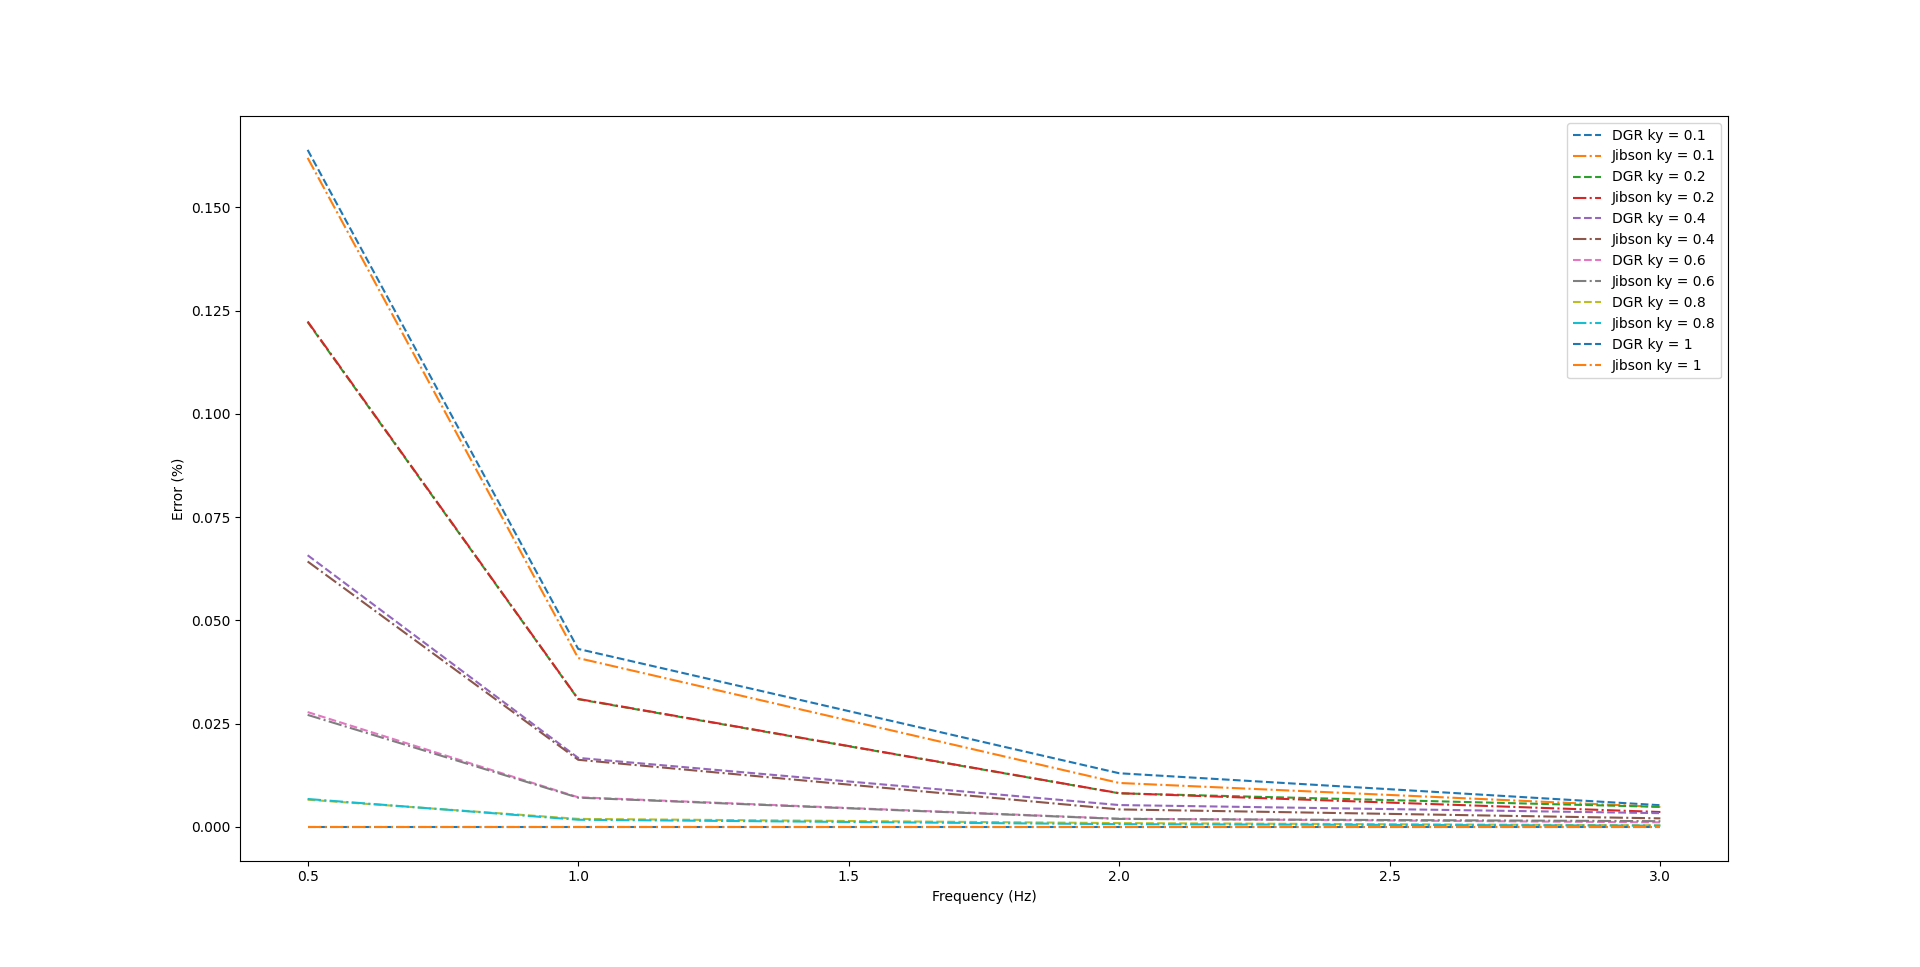 0.150
0.125
0.100
0.075
0.050
0.025
0.000
Error (%)
0.5 1.0 1.5 2.0 2.5 3.0
Frequency (Hz)
DGR ky = 0.1
Jibson ky = 0.1
DGR ky = 0.2
Jibson ky = 0.2
DGR ky = 0.4
Jibson ky = 0.4
DGR ky = 0.6
Jibson ky = 0.6
DGR ky = 0.8
Jibson ky = 0.8
DGR ky = 1
Jibson ky = 1